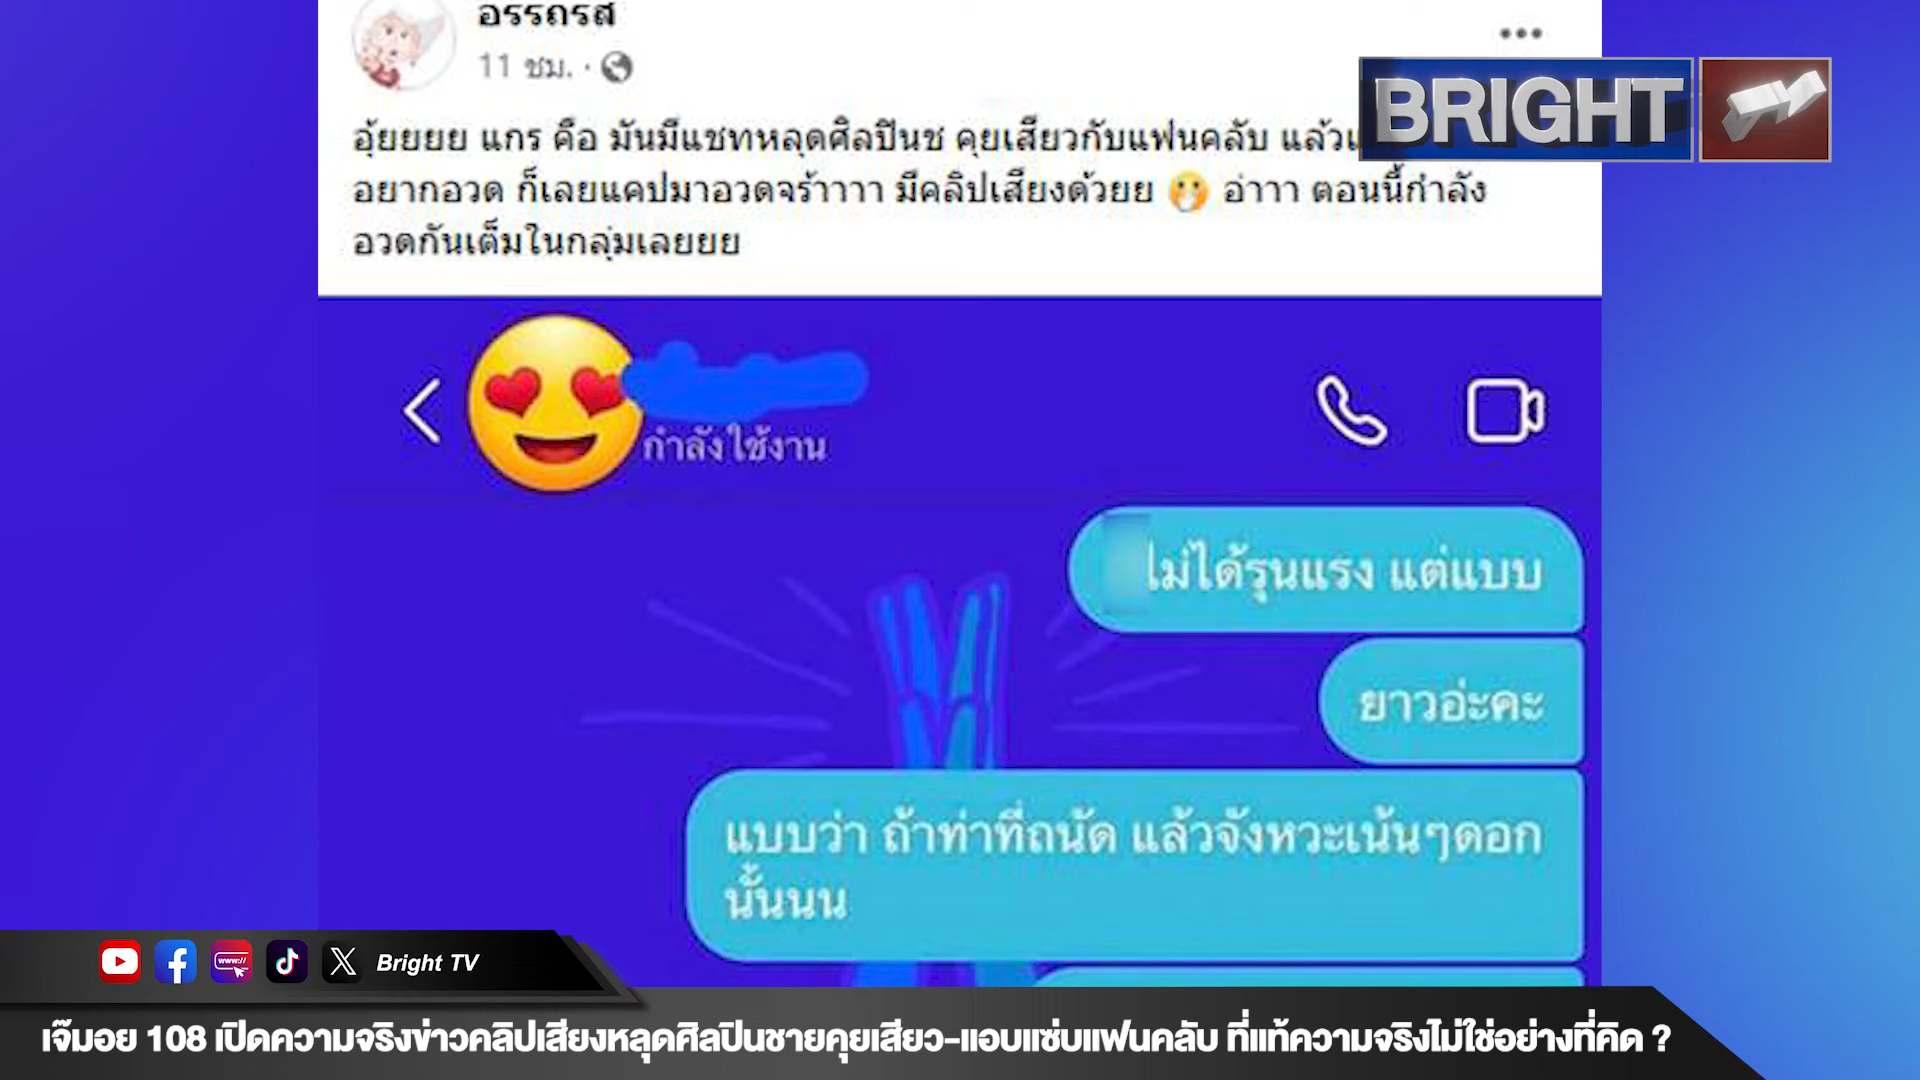 อรรถรส
11 ชม.
BRIGHT TV
อุ้ยยยย แกร คือ มันมีแชทหลุดศิลปินช คุยเสียวกับแฟนคลับ แล้ว
อยากอวด ก็เลยแคปมาอวดจร้าาาา มีคลิปเสียงด้วยย 🫢 อ่าาา ตอนนี้กำลัง
อวดกันเต็มในกลุ่มเลยยย
กำลังใช้งาน
ไม่ได้รุนแรง แต่แบบ
ยาวอ่ะคะ
แบบว่า ถ้าท่าที่ถนัด แล้วจังหวะเน้นๆดอก
นั้นนน
www://
Bright TV
เจ๊มอย 108 เปิดความจริงข่าวคลิปเสียงหลุดศิลปินชายคุยเสียว-แอบแซ่บแฟนคลับ ที่แท้ความจริงไม่ใช่อย่างที่คิด ?